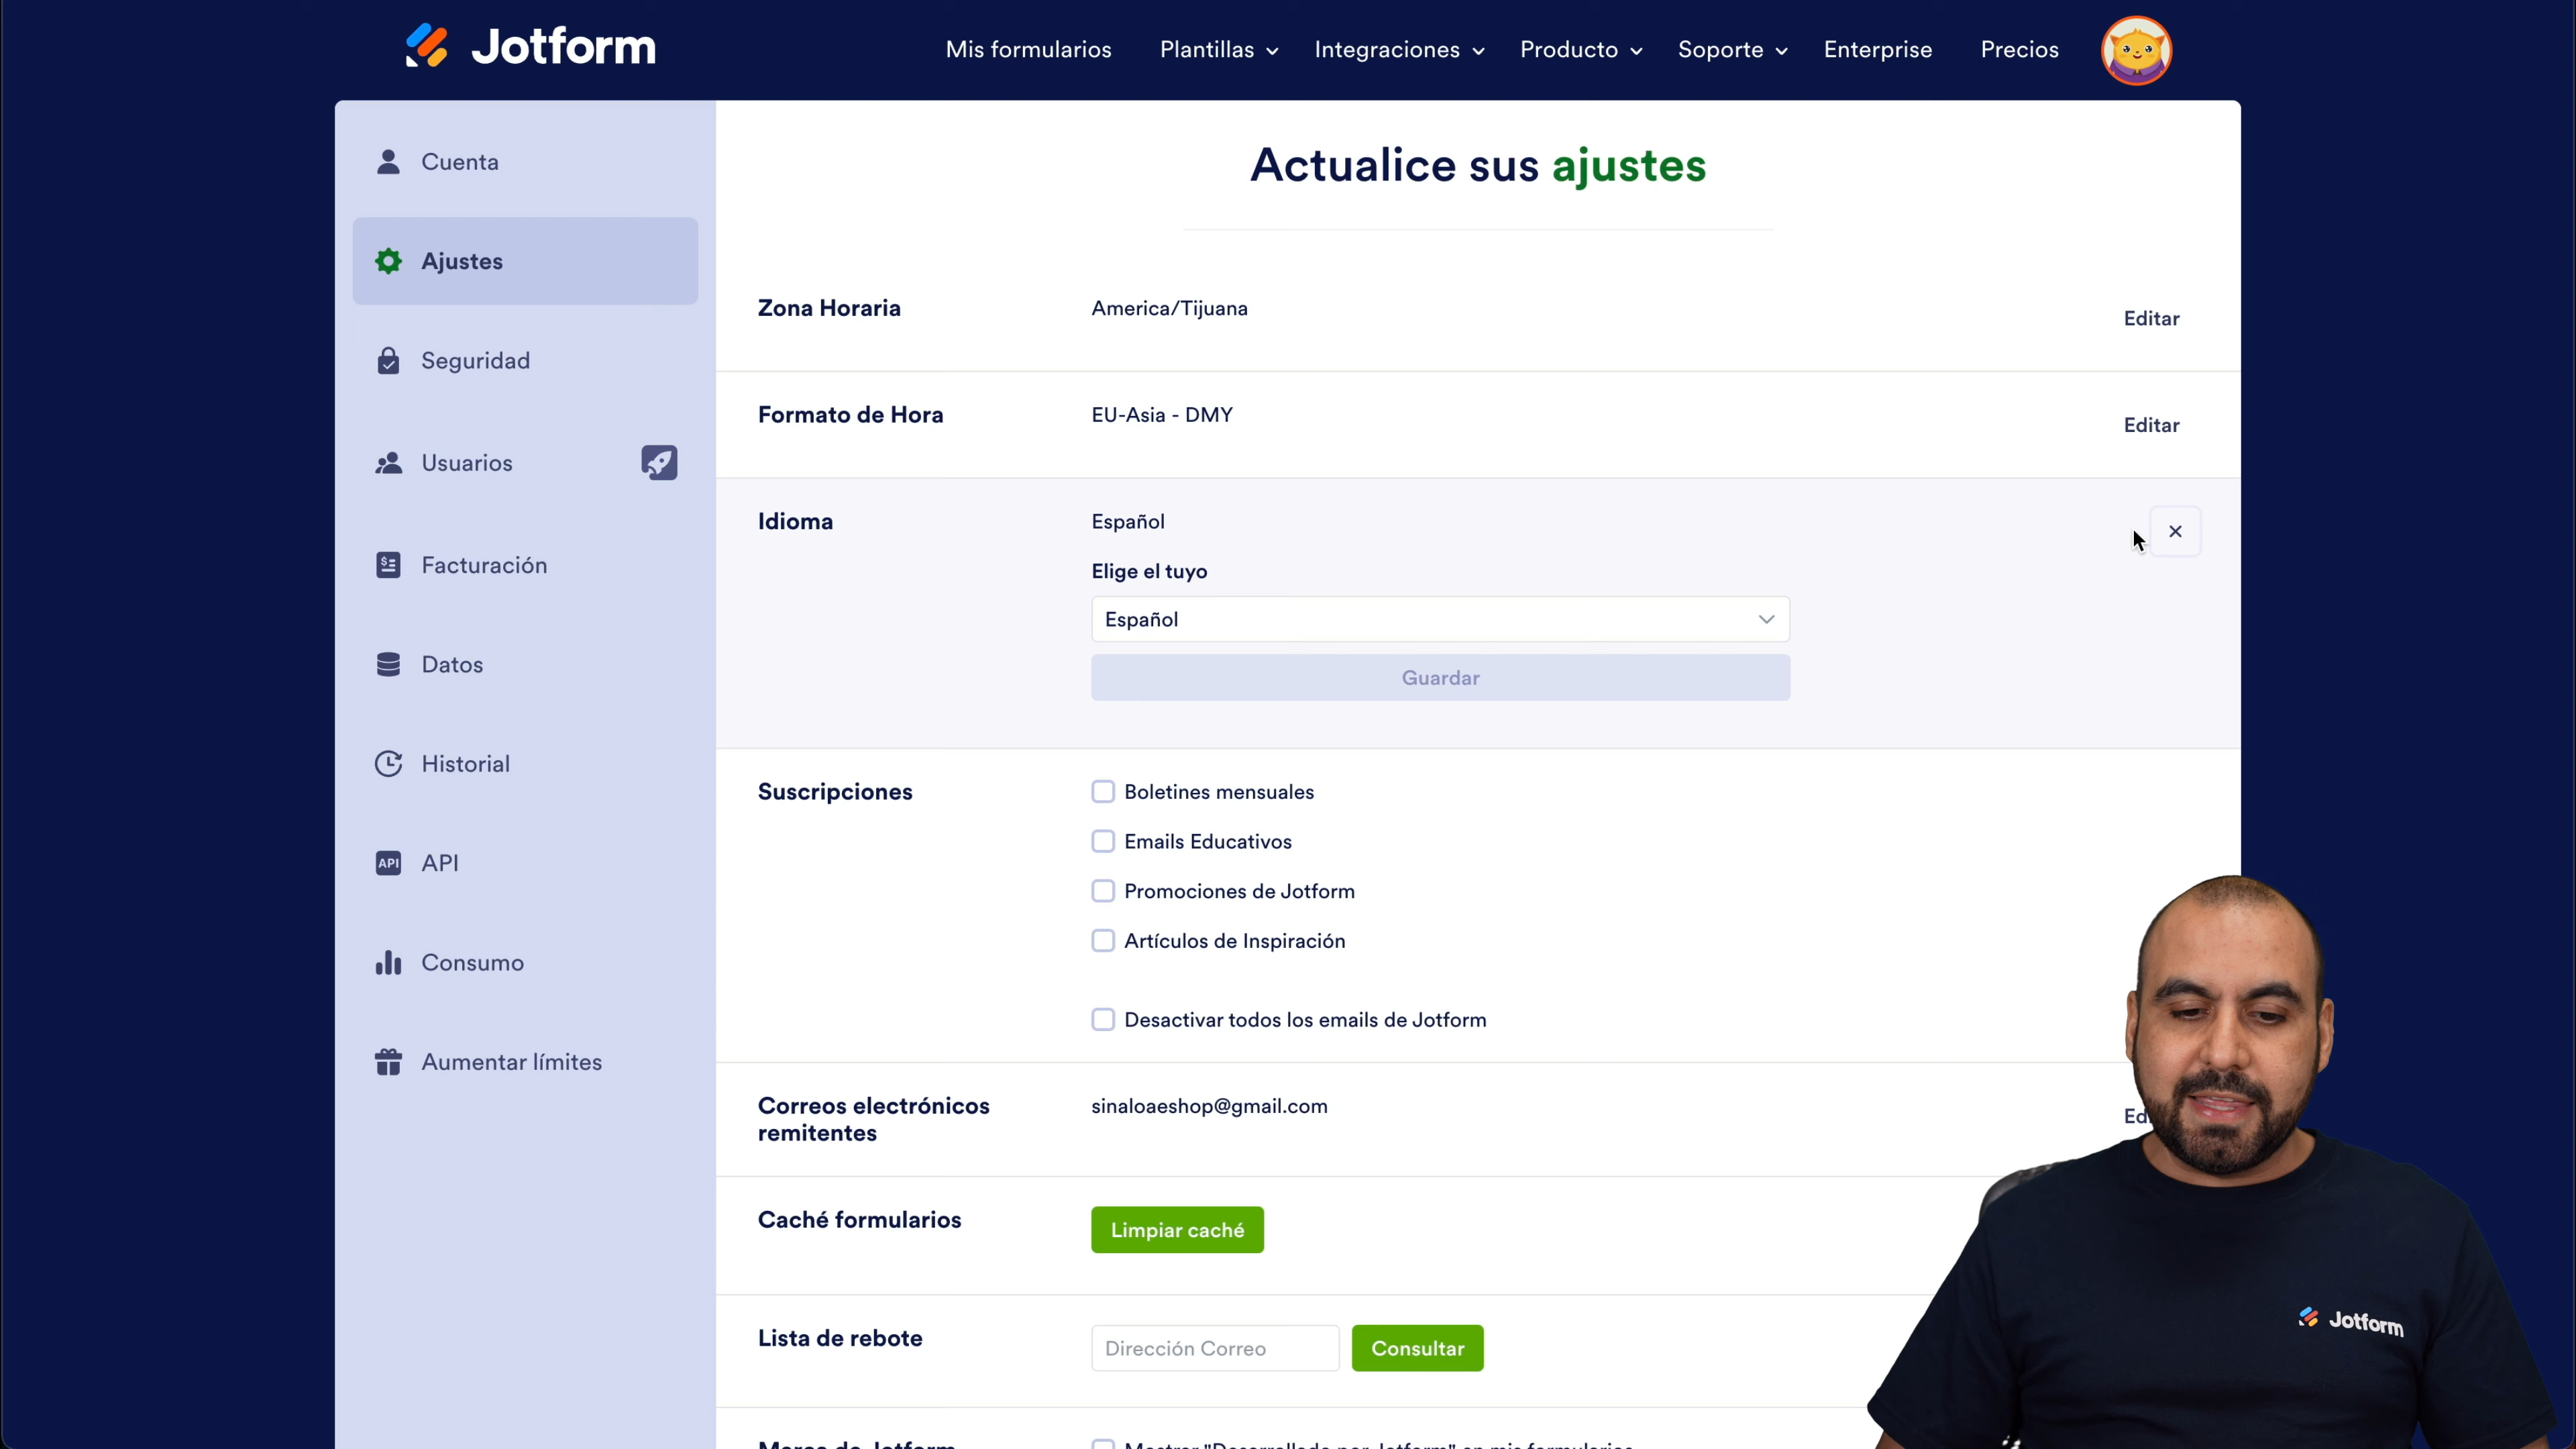 Jotform
Mis formularios Plantillas Integraciones Producto Soporte Enterprise Precios
Cuenta
Ajustes
Seguridad
Usuarios
Facturación
Datos
Historial
API
API
Consumo
Aumentar límites
Actualice sus ajustes
Zona Horaria America/Tijuana Editar
Formato de Hora EU-Asia - DMY Editar
Idioma Español
Elige el tuyo
Español
Guardar
Suscripciones Boletines mensuales
Emails Educativos
Promociones de Jotform
Artículos de Inspiración
Desactivar todos los emails de Jotform
Correos electrónicos remitentes sinaloaeshop@gmail.com
Caché formularios Limpiar caché
Lista de rebote Dirección Correo Consultar
Jotform